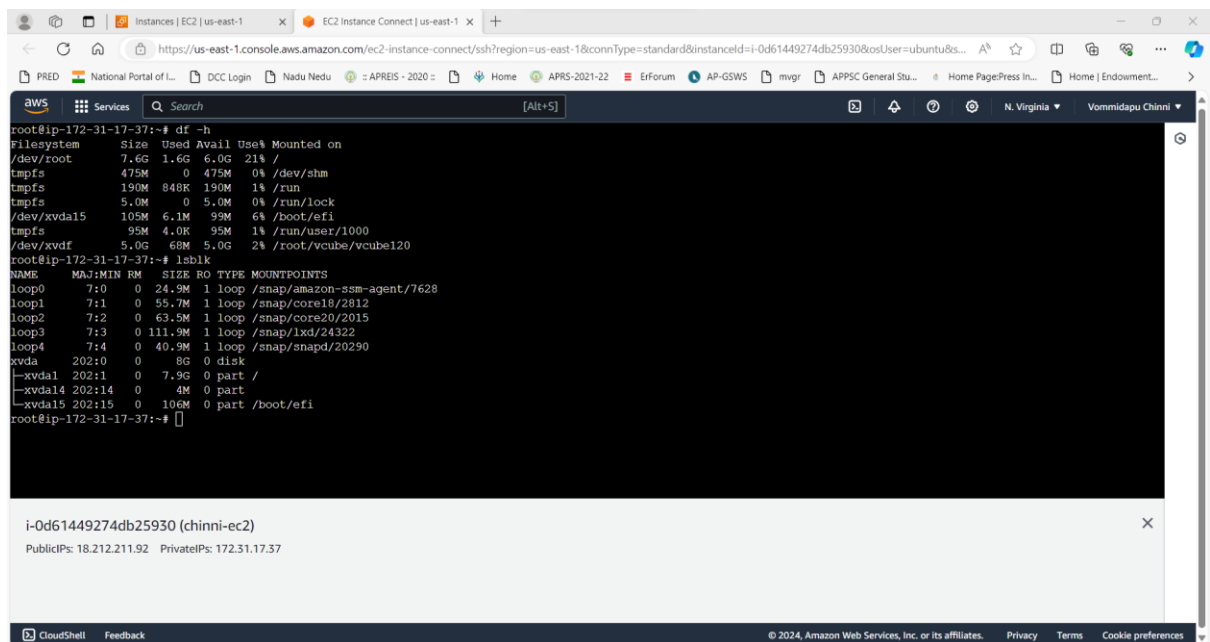 Instances | EC2 | us-east-1
EC2 Instance Connect | us-east-1
https://us-east-1.console.aws.amazon.com/ec2-instance-connect/ssh?region=us-east-1&connType=standard&instanceId=i-0d61449274db25930&osUser=ubuntu&s...
PRED National Portal of I... DCC Login Nadu Nedu :: APREIS - 2020 :: Home APRS-2021-22 ErForum AP-GSWS mvgr APPSC General Stu... Home Page:Press In... Home | Endowment...
aws Services Search [Alt+S] N. Virginia Vommidapu Chinni
root@ip-172-31-17-37:~# df -h
Filesystem Size Used Avail Use% Mounted on
/dev/root 7.6G 1.6G 6.0G 21% /
tmpfs 475M 0 475M 0% /dev/shm
tmpfs 190M 848K 190M 1% /run
tmpfs 5.0M 0 5.0M 0% /run/lock
/dev/xvda15 105M 6.1M 99M 6% /boot/efi
tmpfs 95M 4.0K 95M 1% /run/user/1000
/dev/xvdf 5.0G 68M 5.0G 2% /root/vcube/vcube120
root@ip-172-31-17-37:~# lsblk
NAME MAJ:MIN RM SIZE RO TYPE MOUNTPOINTS
loop0 7:0 0 24.9M 1 loop /snap/amazon-ssm-agent/7628
loop1 7:1 0 55.7M 1 loop /snap/core18/2812
loop2 7:2 0 63.5M 1 loop /snap/core20/2015
loop3 7:3 0 111.9M 1 loop /snap/lxd/24322
loop4 7:4 0 40.9M 1 loop /snap/snapd/20290
xvda 202:0 0 8G 0 disk
├─xvda1 202:1 0 7.9G 0 part /
├─xvda14 202:14 0 4M 0 part
└─xvda15 202:15 0 106M 0 part /boot/efi
root@ip-172-31-17-37:~#
i-0d61449274db25930 (chinni-ec2)
PublicIPs: 18.212.211.92 PrivateIPs: 172.31.17.37
CloudShell Feedback © 2024, Amazon Web Services, Inc. or its affiliates. Privacy Terms Cookie preferences